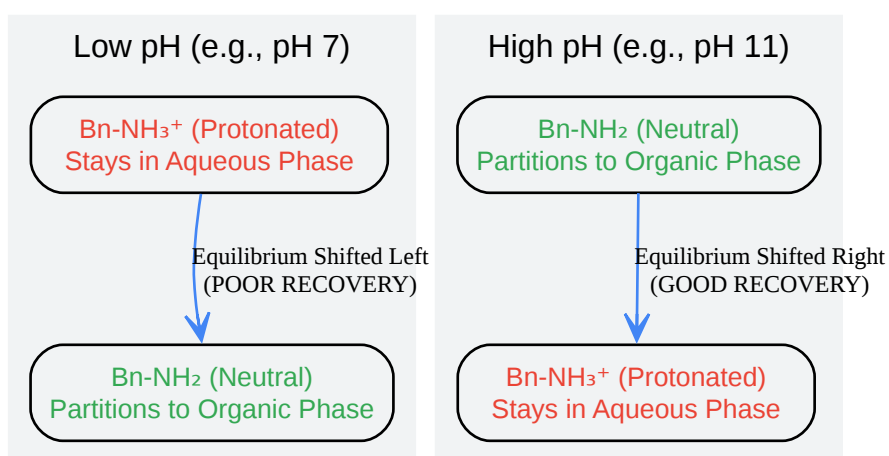 Low pH (e.g., pH 7)
Bn-NH₃⁺ (Protonated)
Stays in Aqueous Phase
Equilibrium Shifted Left
(POOR RECOVERY)
Bn-NH₂ (Neutral)
Partitions to Organic Phase
High pH (e.g., pH 11)
Bn-NH₂ (Neutral)
Partitions to Organic Phase
Equilibrium Shifted Right
(GOOD RECOVERY)
Bn-NH₃⁺ (Protonated)
Stays in Aqueous Phase